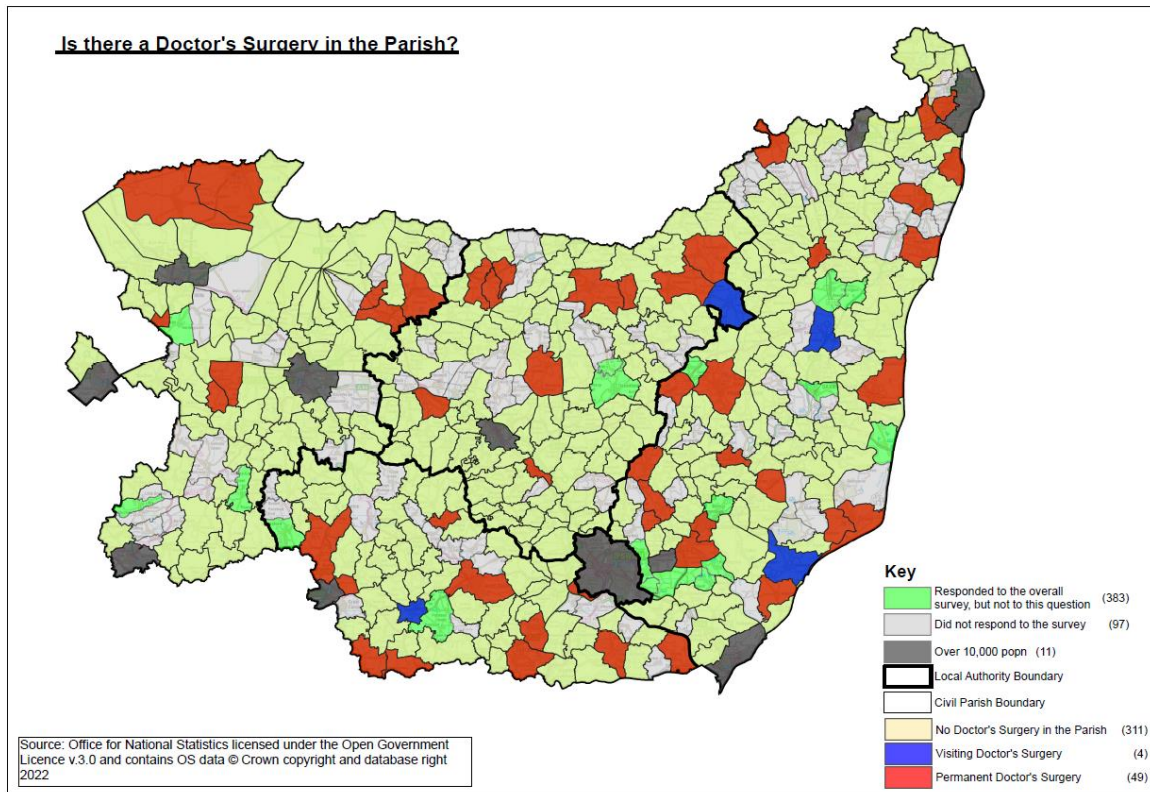 Is there a Doctor's Surgery in the Parish?
Key
Responded to the overall
survey, but not to this question (383)
Did not respond to the survey (97)
Over 10,000 popn (11)
Local Authority Boundary
Civil Parish Boundary
No Doctor's Surgery in the Parish (311)
Visiting Doctor's Surgery (4)
Permanent Doctor's Surgery (49)
Source: Office for National Statistics licensed under the Open Government
Licence v.3.0 and contains OS data © Crown copyright and database right
2022